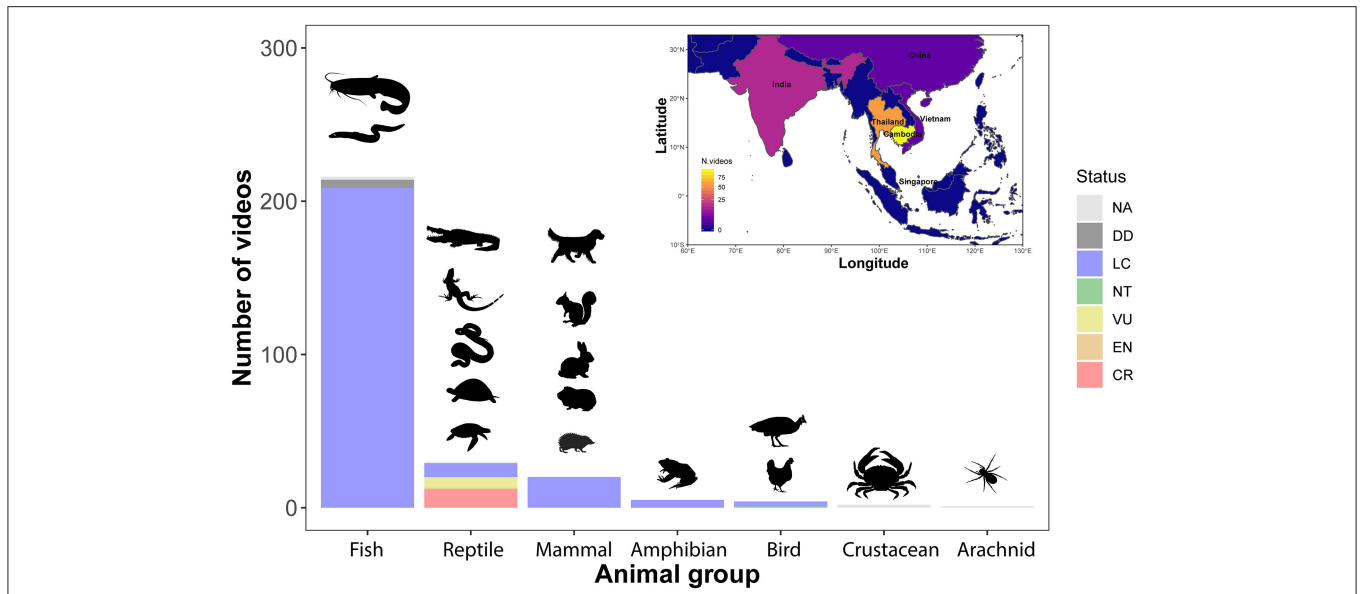 Number of videos
300
200
100
0
Fish
Reptile
Mammal
Amphibian
Bird
Crustacean
Arachnid
Animal group
Latitude
30°N
20°N
10°N
0°
10°S
China
India
Thailand
Vietnam
Cambodia
Singapore
N.videos
75
50
25
0
60°E
70°E
80°E
90°E
100°E
110°E
120°E
130°E
Longitude
Status
NA
DD
LC
NT
VU
EN
CR